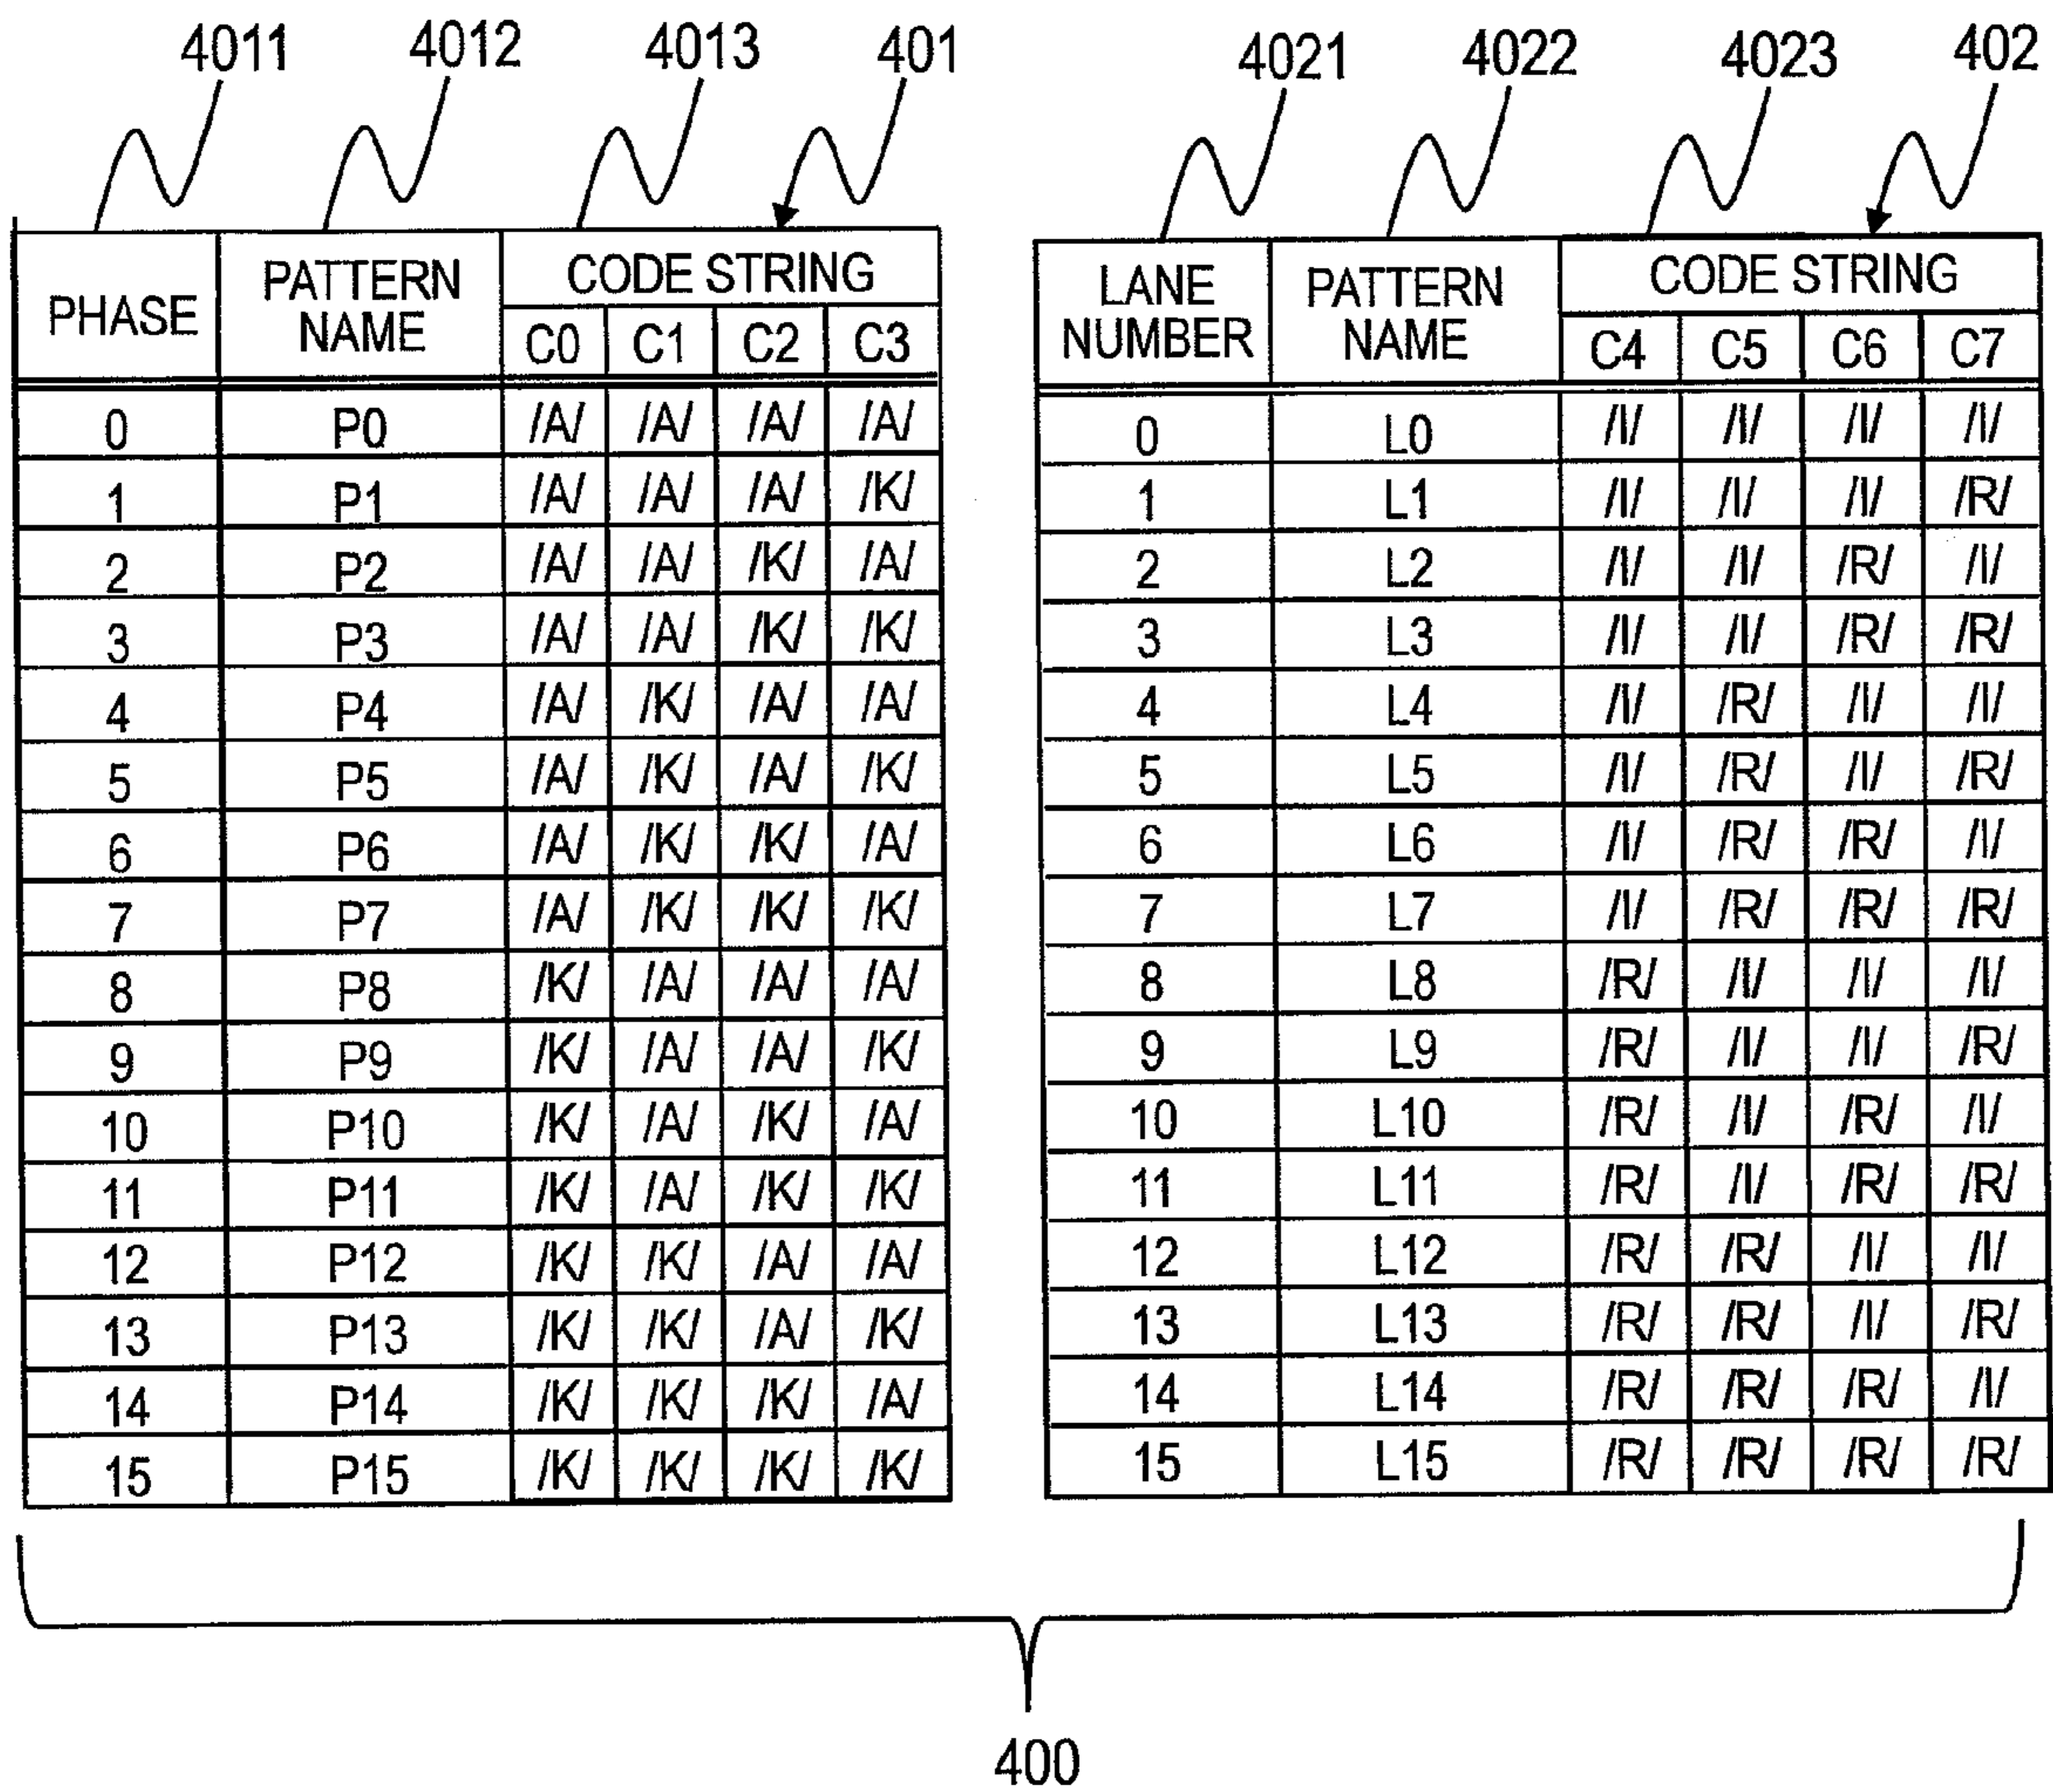 4011 4012 4013 401
PHASE PATTERN NAME CODE STRING
C0 C1 C2 C3
0 P0 /A/ /A/ /A/ /A/
1 P1 /A/ /A/ /A/ /K/
2 P2 /A/ /A/ /K/ /A/
3 P3 /A/ /A/ /K/ /K/
4 P4 /A/ /K/ /A/ /A/
5 P5 /A/ /K/ /A/ /K/
6 P6 /A/ /K/ /K/ /A/
7 P7 /A/ /K/ /K/ /K/
8 P8 /K/ /A/ /A/ /A/
9 P9 /K/ /A/ /A/ /K/
10 P10 /K/ /A/ /K/ /A/
11 P11 /K/ /A/ /K/ /K/
12 P12 /K/ /K/ /A/ /A/
13 P13 /K/ /K/ /A/ /K/
14 P14 /K/ /K/ /K/ /A/
15 P15 /K/ /K/ /K/ /K/
4021 4022 4023 402
LANE NUMBER PATTERN NAME CODE STRING
C4 C5 C6 C7
0 L0 /I/ /I/ /I/ /I/
1 L1 /I/ /I/ /I/ /R/
2 L2 /I/ /I/ /R/ /I/
3 L3 /I/ /I/ /R/ /R/
4 L4 /I/ /R/ /I/ /I/
5 L5 /I/ /R/ /I/ /R/
6 L6 /I/ /R/ /R/ /I/
7 L7 /I/ /R/ /R/ /R/
8 L8 /R/ /I/ /I/ /I/
9 L9 /R/ /I/ /I/ /R/
10 L10 /R/ /I/ /R/ /I/
11 L11 /R/ /I/ /R/ /R/
12 L12 /R/ /R/ /I/ /I/
13 L13 /R/ /R/ /I/ /R/
14 L14 /R/ /R/ /R/ /I/
15 L15 /R/ /R/ /R/ /R/
400